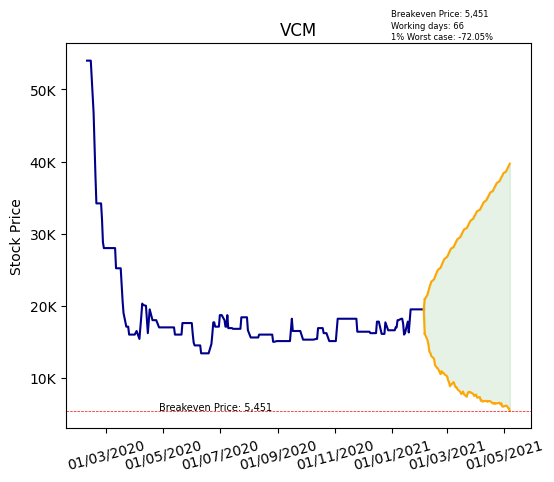 Breakeven Price: 5,451
Working days: 66
1% Worst case: -72.05%
VCM
Stock Price
50K
40K
30K
20K
10K
Breakeven Price: 5,451
01/03/2020
01/05/2020
01/07/2020
01/09/2020
01/11/2020
01/01/2021
01/03/2021
01/05/2021